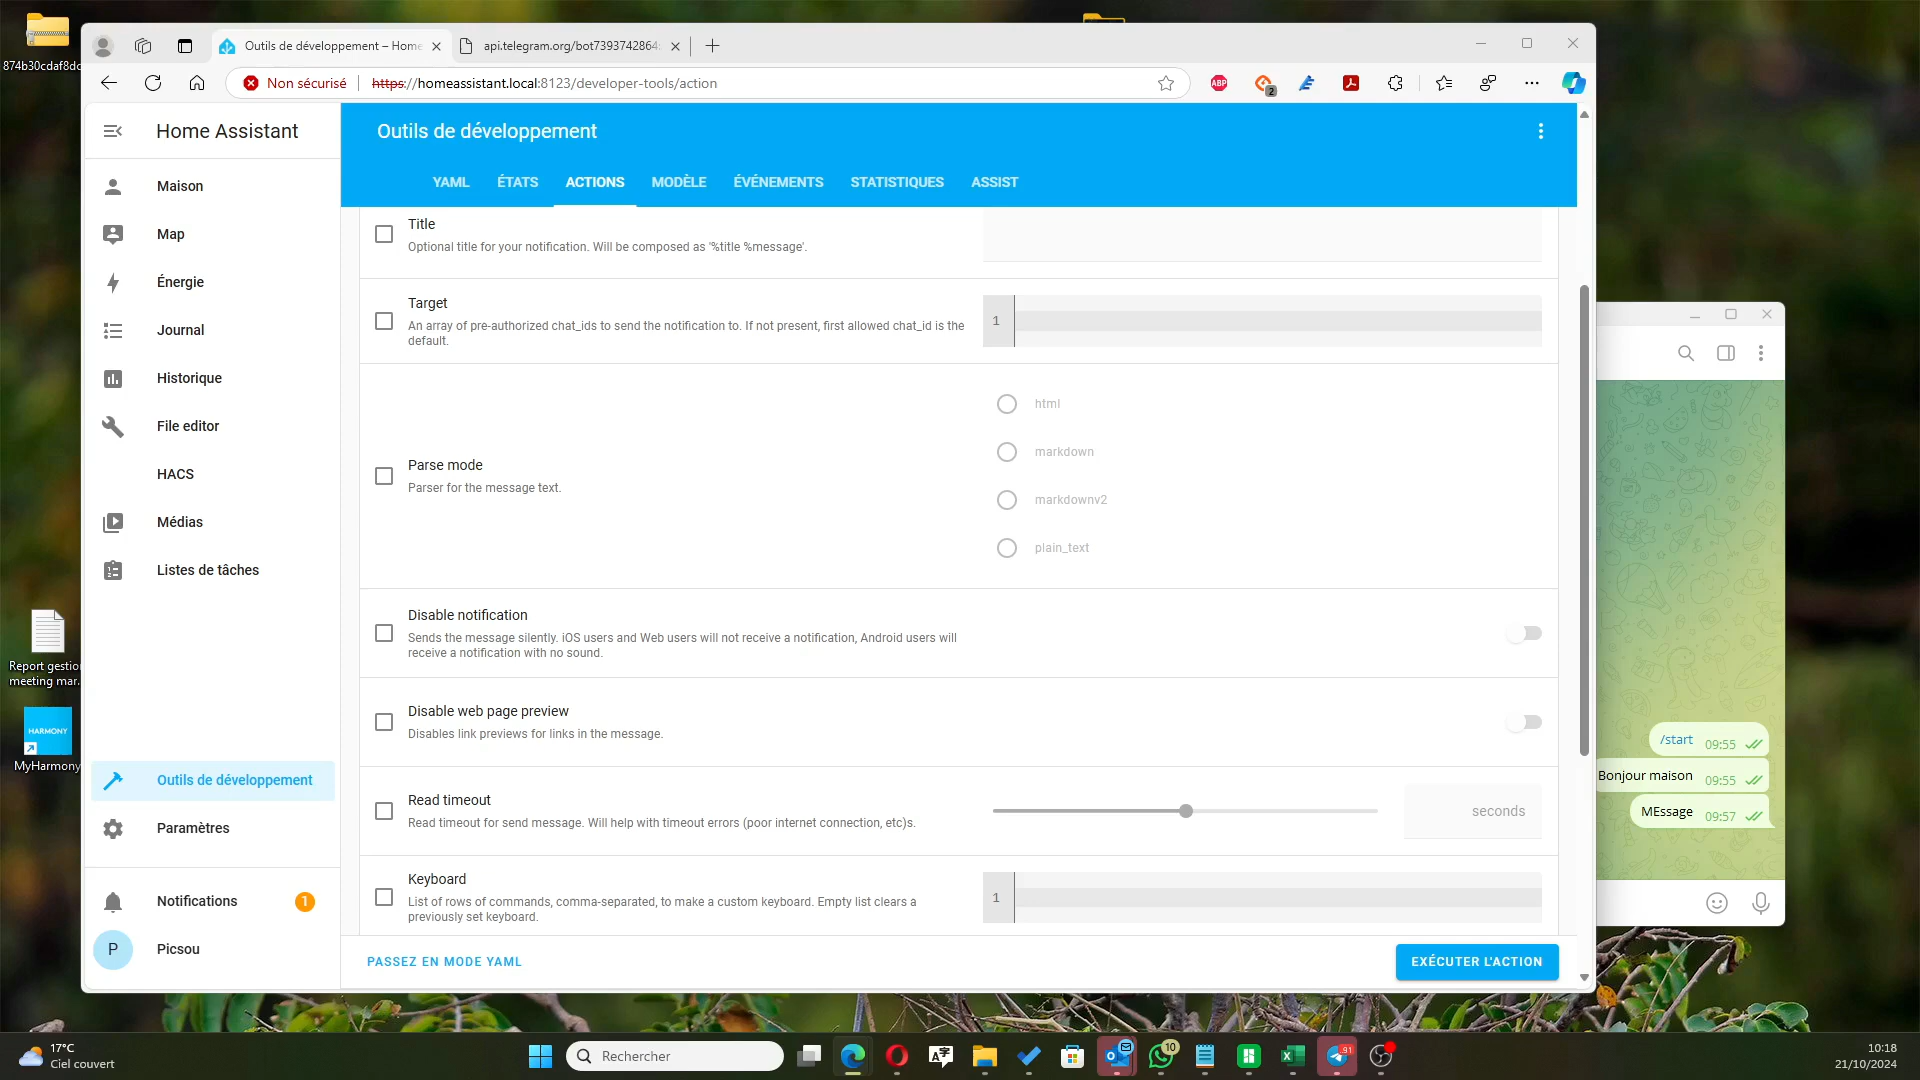 874b30cdaf8dc
Report gestion
meeting mar...
HARMONY
MyHarmony
Outils de développement – Home
api.telegram.org/bot7393742864:
Non sécurisé
https://homeassistant.local:8123/developer-tools/action
ABP
2
Home Assistant
Maison
Map
Énergie
Journal
Historique
File editor
HACS
Médias
Listes de tâches
Outils de développement
Paramètres
Notifications
1
P
Picsou
Outils de développement
YAML
ÉTATS
ACTIONS
MODÈLE
ÉVÉNEMENTS
STATISTIQUES
ASSIST
Title
Optional title for your notification. Will be composed as '%title %message'.
Target
An array of pre-authorized chat_ids to send the notification to. If not present, first allowed chat_id is the
default.
1
Parse mode
Parser for the message text.
html
markdown
markdownv2
plain_text
Disable notification
Sends the message silently. iOS users and Web users will not receive a notification, Android users will
receive a notification with no sound.
Disable web page preview
Disables link previews for links in the message.
Read timeout
Read timeout for send message. Will help with timeout errors (poor internet connection, etc)s.
seconds
Keyboard
List of rows of commands, comma-separated, to make a custom keyboard. Empty list clears a
previously set keyboard.
1
PASSEZ EN MODE YAML
EXÉCUTER L'ACTION
/start 09:55
Bonjour maison 09:55
MEssage 09:57
17°C
Ciel couvert
Rechercher
10
91
10:18
21/10/2024